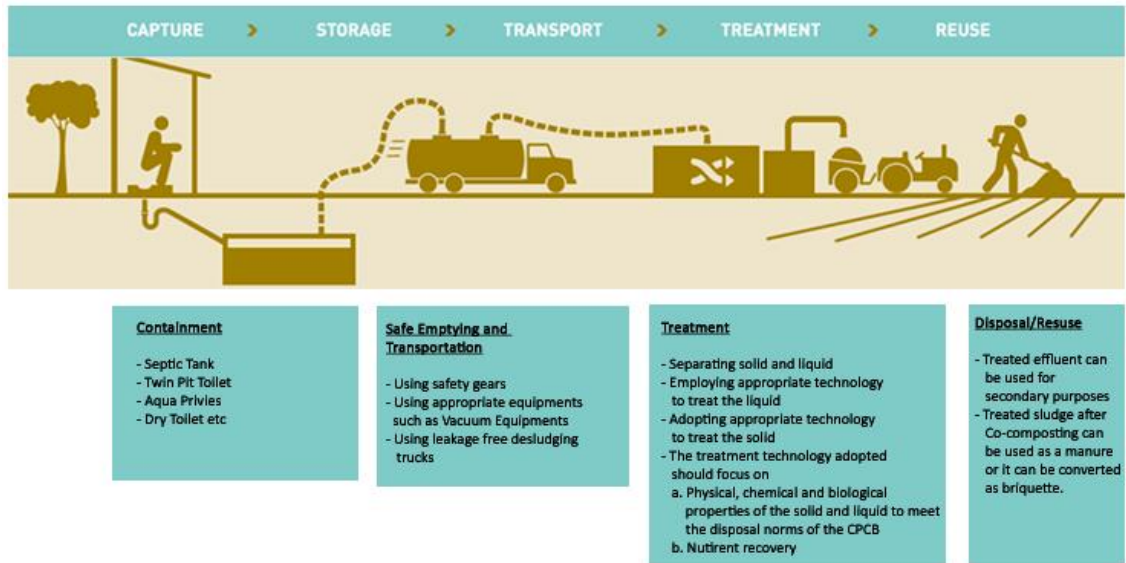 CAPTURE > STORAGE > TRANSPORT > TREATMENT > REUSE
Containment
- Septic Tank
- Twin Pit Toilet
- Aqua Privies
- Dry Toilet etc
Safe Emptying and
Transportation
- Using safety gears
- Using appropriate equipments
such as Vacuum Equipments
- Using leakage free desludging
trucks
Treatment
- Separating solid and liquid
- Employing appropriate technology
to treat the liquid
- Adopting appropriate technology
to treat the solid
- The treatment technology adopted
should focus on
a. Physical, chemical and biological
properties of the solid and liquid to meet
the disposal norms of the CPCB
b. Nutirent recovery
Disposal/Resuse
- Treated effluent can
be used for
secondary purposes
- Treated sludge after
Co-composting can
be used as a manure
or it can be converted
as briquette.